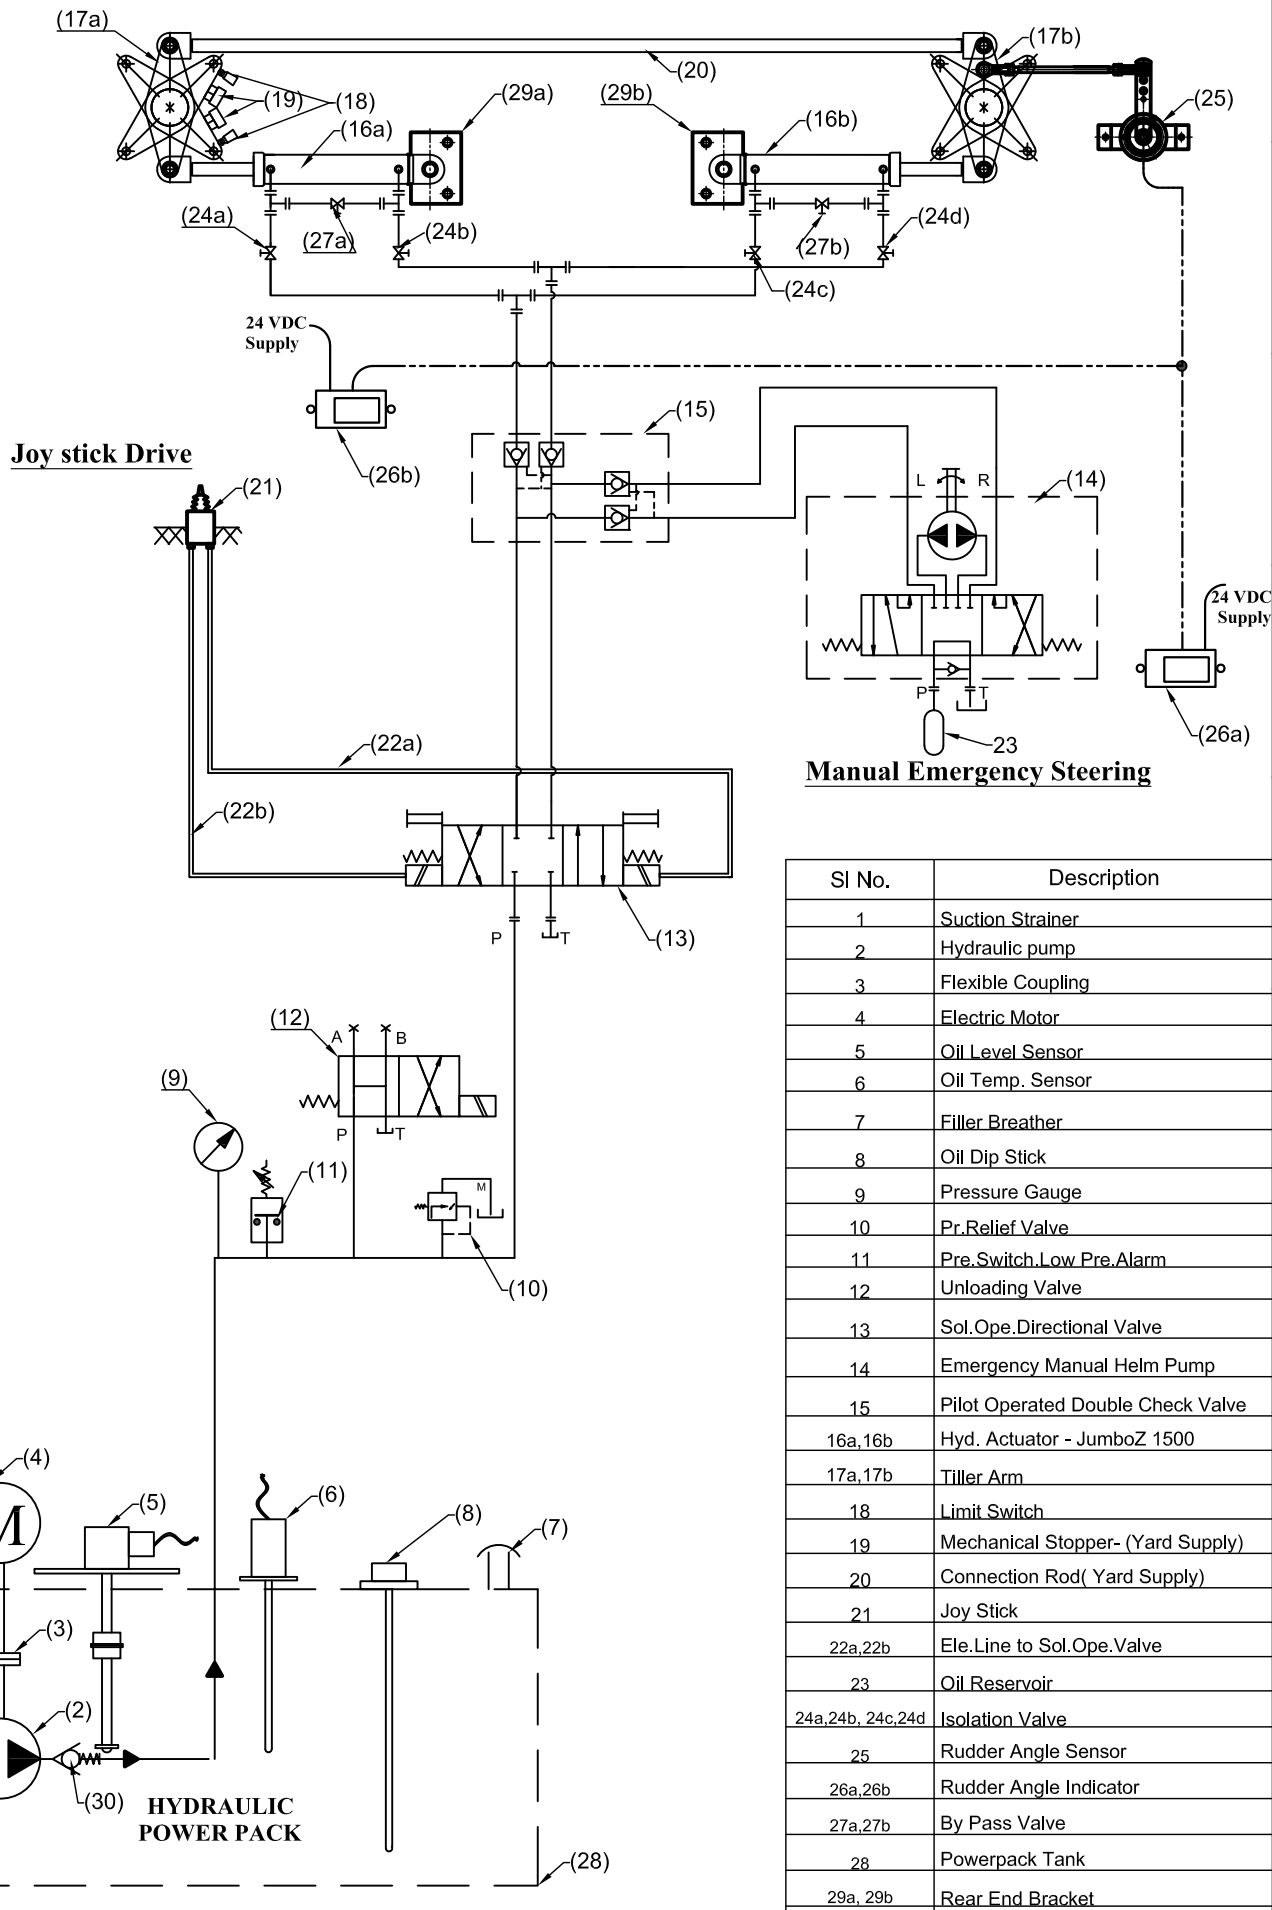 (17a)
(17b)
(20)
(19)
(18)
(29a)
(29b)
(25)
(16a)
(16b)
(24a)
(27a)
(24b)
(27b)
(24d)
(24c)
24 VDC
Supply
(15)
Joy stick Drive
(26b)
(21)
L
R
(14)
24 VDC
Supply
P
T
23
(26a)
Manual Emergency Steering
(22a)
(22b)
P
T
(13)
(12)
A
B
(9)
P
T
(11)
M
(10)
(4)
M
(5)
(6)
(8)
(7)
(3)
(2)
(30)
HYDRAULIC
POWER PACK
(28)
Sl No. Description
1 Suction Strainer
2 Hydraulic pump
3 Flexible Coupling
4 Electric Motor
5 Oil Level Sensor
6 Oil Temp. Sensor
7 Filler Breather
8 Oil Dip Stick
9 Pressure Gauge
10 Pr.Relief Valve
11 Pre.Switch.Low Pre.Alarm
12 Unloading Valve
13 Sol.Ope.Directional Valve
14 Emergency Manual Helm Pump
15 Pilot Operated Double Check Valve
16a,16b Hyd. Actuator - JumboZ 1500
17a,17b Tiller Arm
18 Limit Switch
19 Mechanical Stopper- (Yard Supply)
20 Connection Rod( Yard Supply)
21 Joy Stick
22a,22b Ele.Line to Sol.Ope.Valve
23 Oil Reservoir
24a,24b, 24c,24d Isolation Valve
25 Rudder Angle Sensor
26a,26b Rudder Angle Indicator
27a,27b By Pass Valve
28 Powerpack Tank
29a, 29b Rear End Bracket